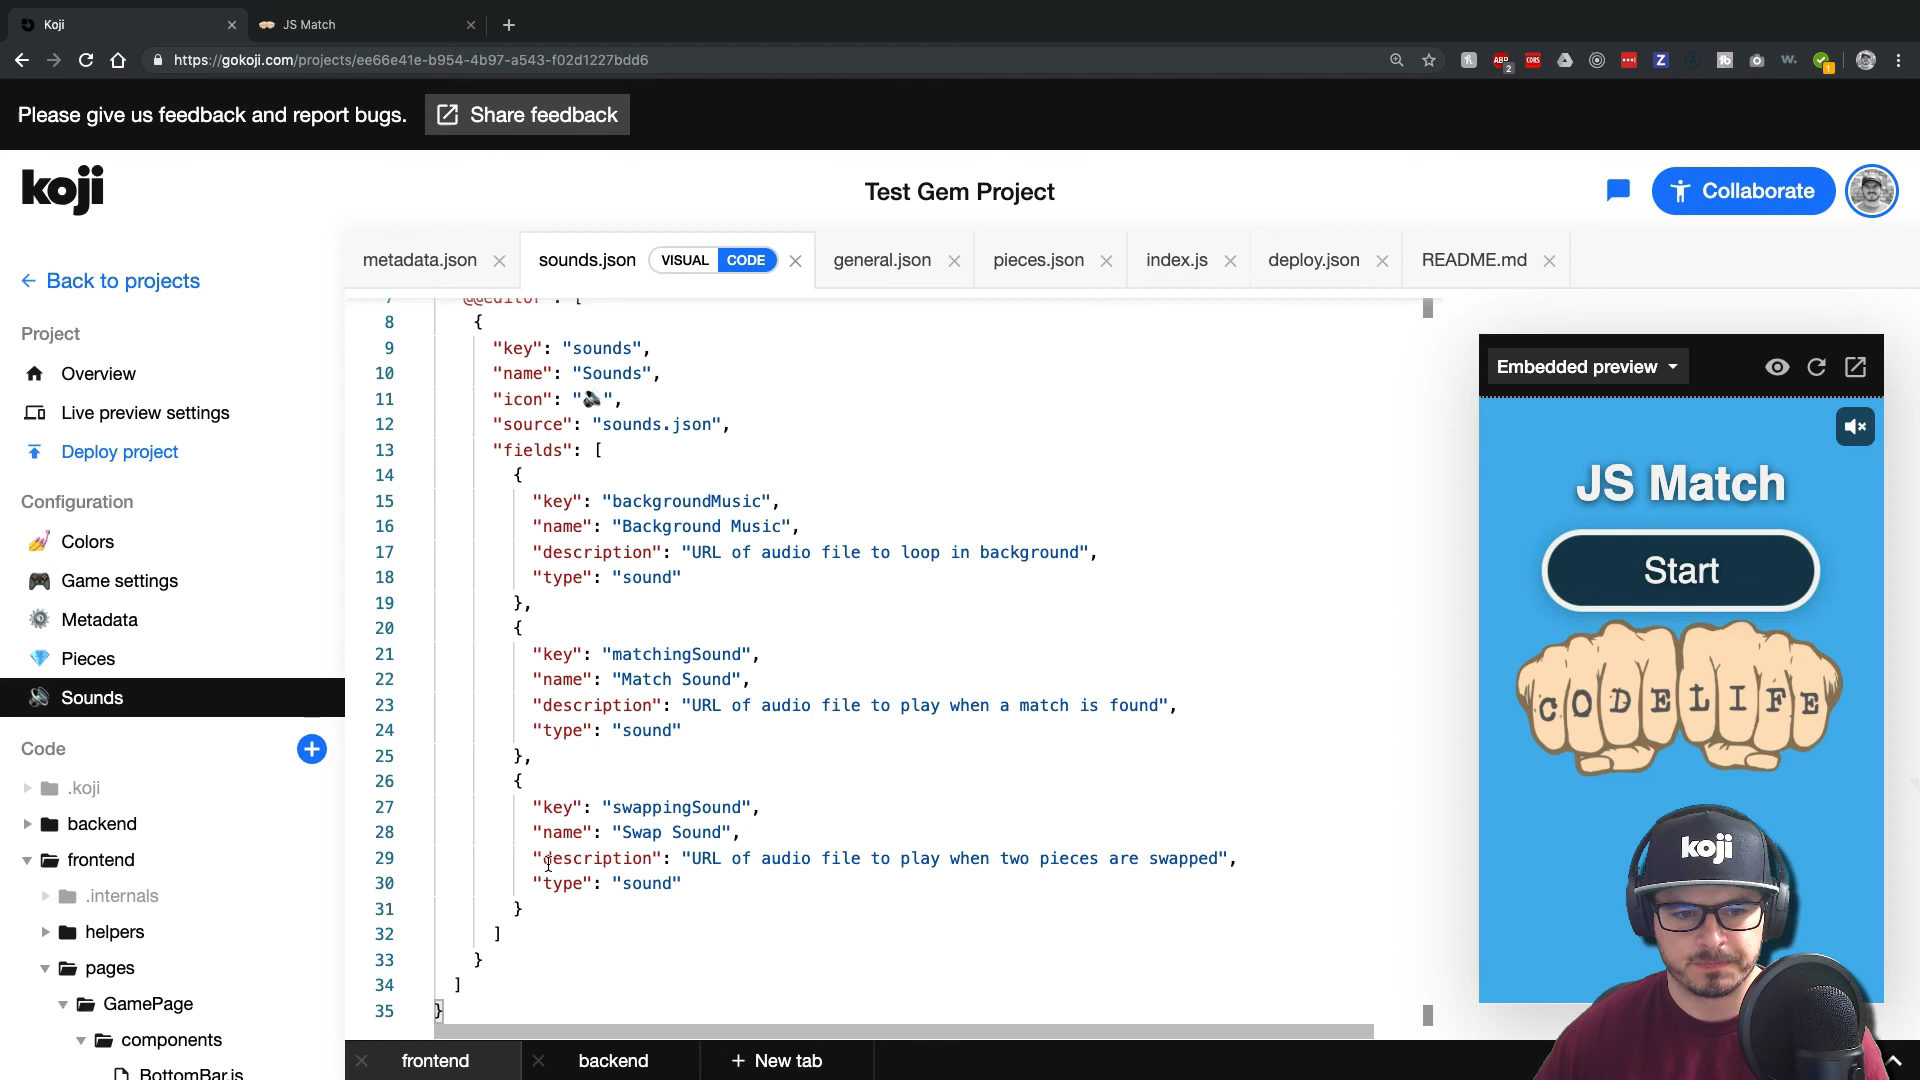 Koji
JS Match
https://gokoji.com/projects/ee66e41e-b954-4b97-a543-f02d1227bdd6
ABP
2
CORS
Z
fb
W.
1
Please give us feedback and report bugs.
Share feedback
koji
Test Gem Project
Collaborate
Back to projects
metadata.json
sounds.json
VISUAL
CODE
general.json
pieces.json
index.js
deploy.json
README.md
Project
Overview
Live preview settings
Deploy project
Configuration
Colors
Game settings
Metadata
Pieces
Sounds
Code
.koji
backend
frontend
.internals
helpers
pages
GamePage
components
BottomBar.js
7 "@@editor": [
8 {
9 "key": "sounds",
10 "name": "Sounds",
11 "icon": "🔊",
12 "source": "sounds.json",
13 "fields": [
14 {
15 "key": "backgroundMusic",
16 "name": "Background Music",
17 "description": "URL of audio file to loop in background",
18 "type": "sound"
19 },
20 {
21 "key": "matchingSound",
22 "name": "Match Sound",
23 "description": "URL of audio file to play when a match is found",
24 "type": "sound"
25 },
26 {
27 "key": "swappingSound",
28 "name": "Swap Sound",
29 "description": "URL of audio file to play when two pieces are swapped",
30 "type": "sound"
31 }
32 ]
33 }
34 ]
35 }
Embedded preview
JS Match
Start
CODELIFE
koji
frontend
backend
+ New tab